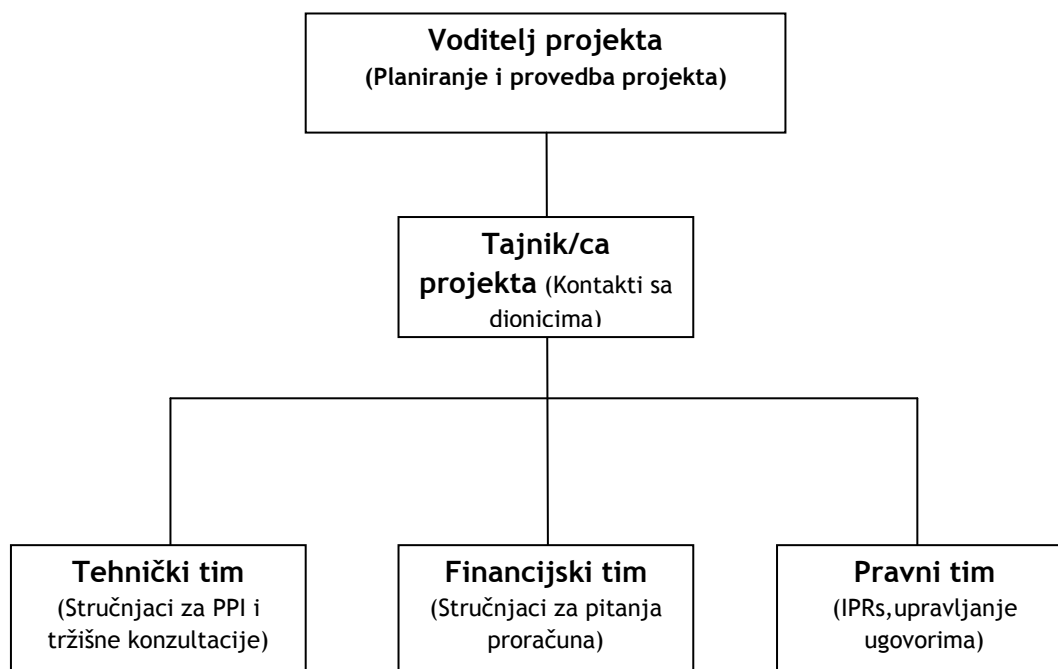 Voditelj projekta
(Planiranje i provedba projekta)
Tajnik/ca
projekta (Kontakti sa
dionicima)
Tehnički tim
(Stručnjaci za PPI i
tržišne konzultacije)
Financijski tim
(Stručnjaci za pitanja
proračuna)
Pravni tim
(IPRs,upravljanje
ugovorima)